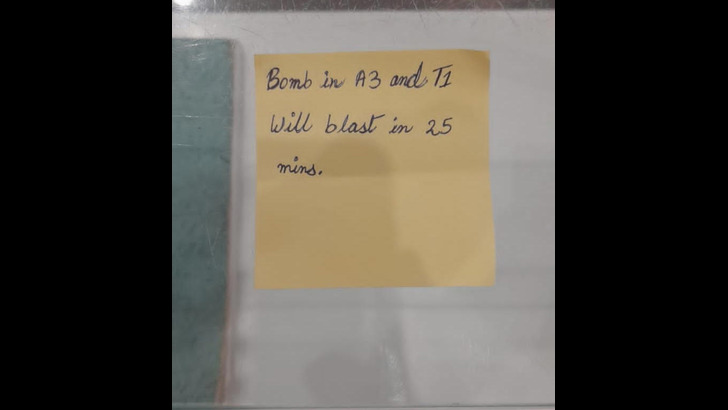 Bomb in A3 and T1
Will blast in 25
mins.